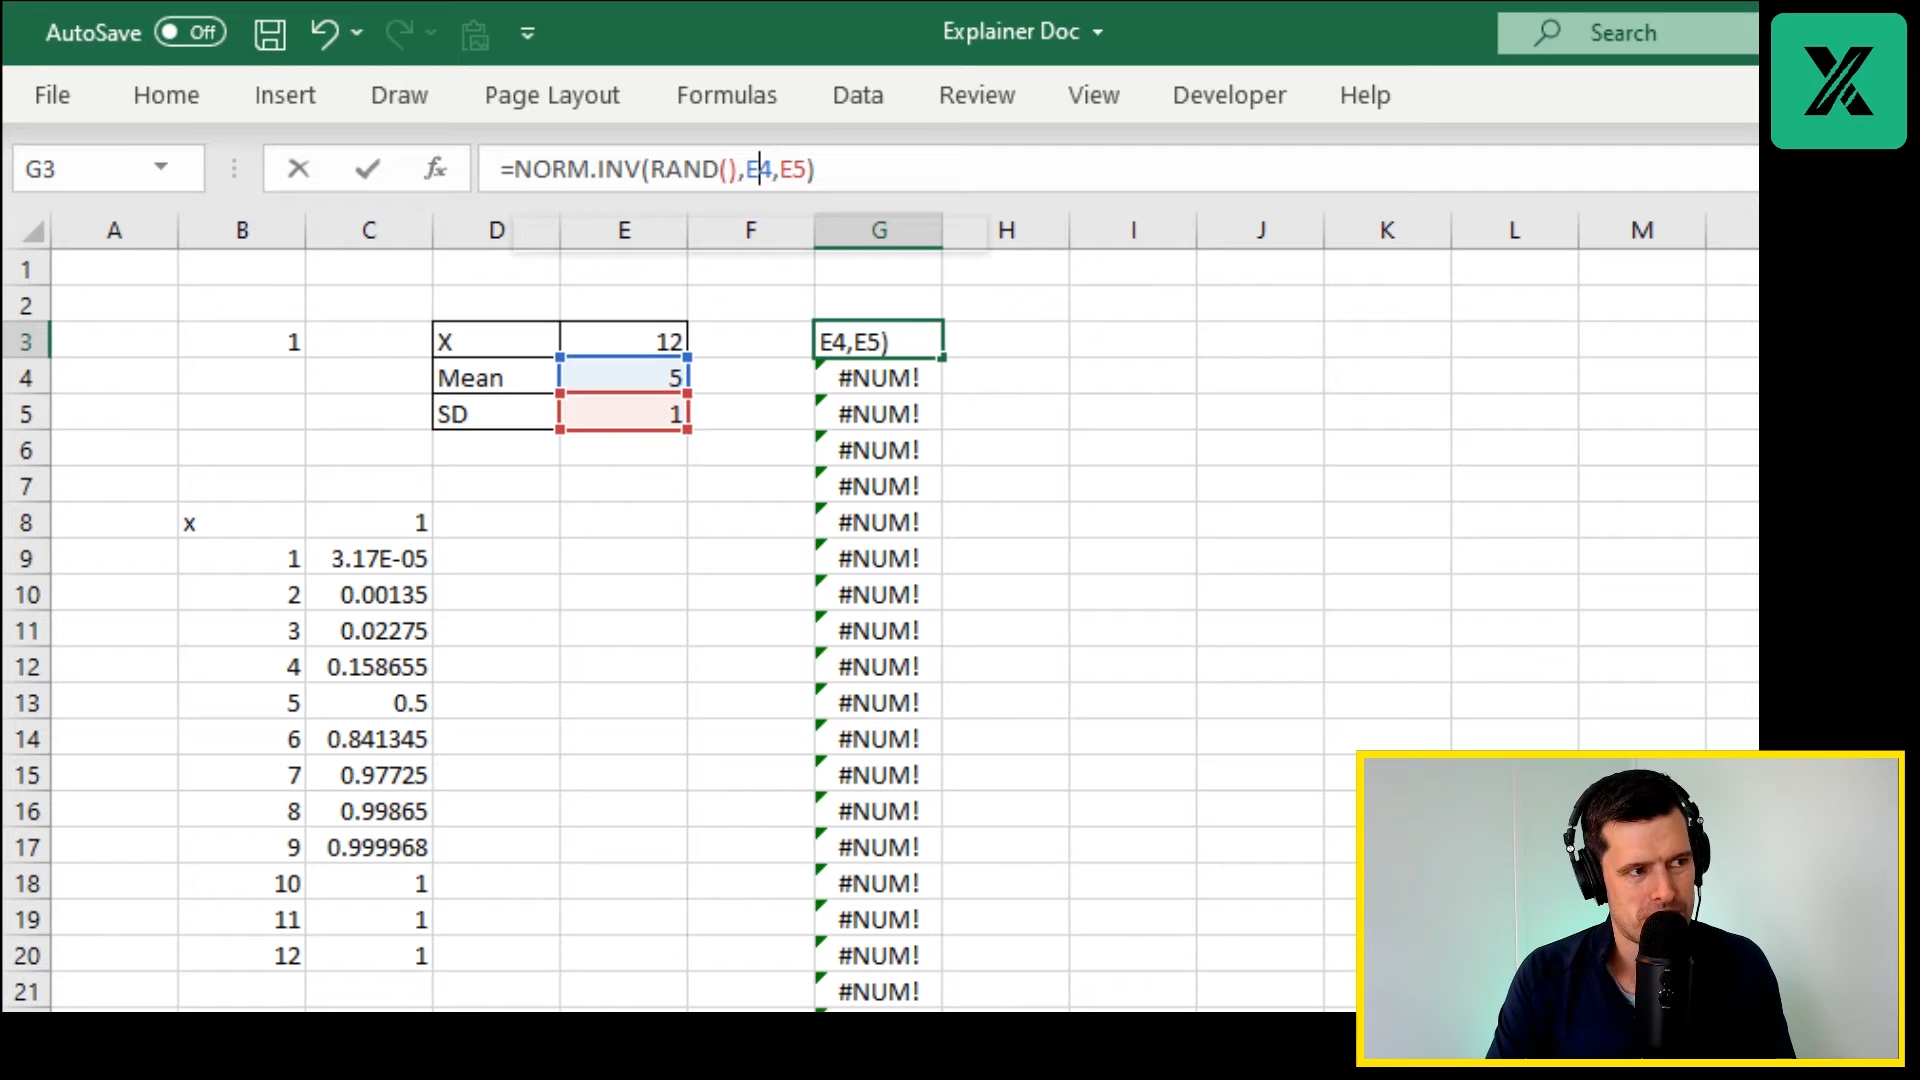 AutoSave Off Explainer Doc Search
File Home Insert Draw Page Layout Formulas Data Review View Developer Help
G3 fx =NORM.INV(RAND(),E4,E5)
A B C D E F G H I J K L M
1
2
3 1 X 12 E4,E5)
4 Mean 5 #NUM!
5 SD 1 #NUM!
6 #NUM!
7 #NUM!
8 x 1 #NUM!
9 1 3.17E-05 #NUM!
10 2 0.00135 #NUM!
11 3 0.02275 #NUM!
12 4 0.158655 #NUM!
13 5 0.5 #NUM!
14 6 0.841345 #NUM!
15 7 0.97725 #NUM!
16 8 0.99865 #NUM!
17 9 0.999968 #NUM!
18 10 1 #NUM!
19 11 1 #NUM!
20 12 1 #NUM!
21 #NUM!